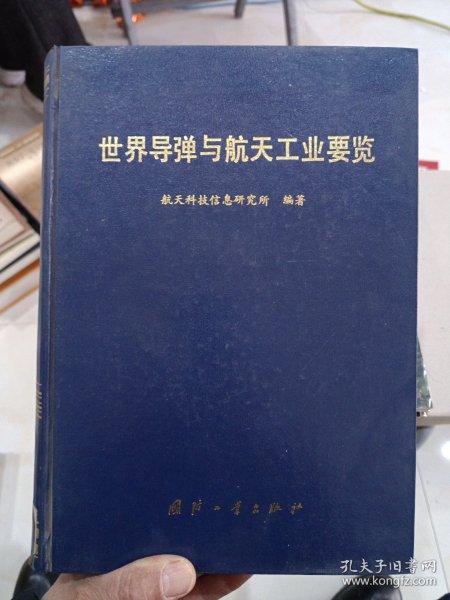 世界导弹与航天工业要览
航天科技信息研究所 编著
国防工业出版社
孔夫子旧书网
www.kongfz.com